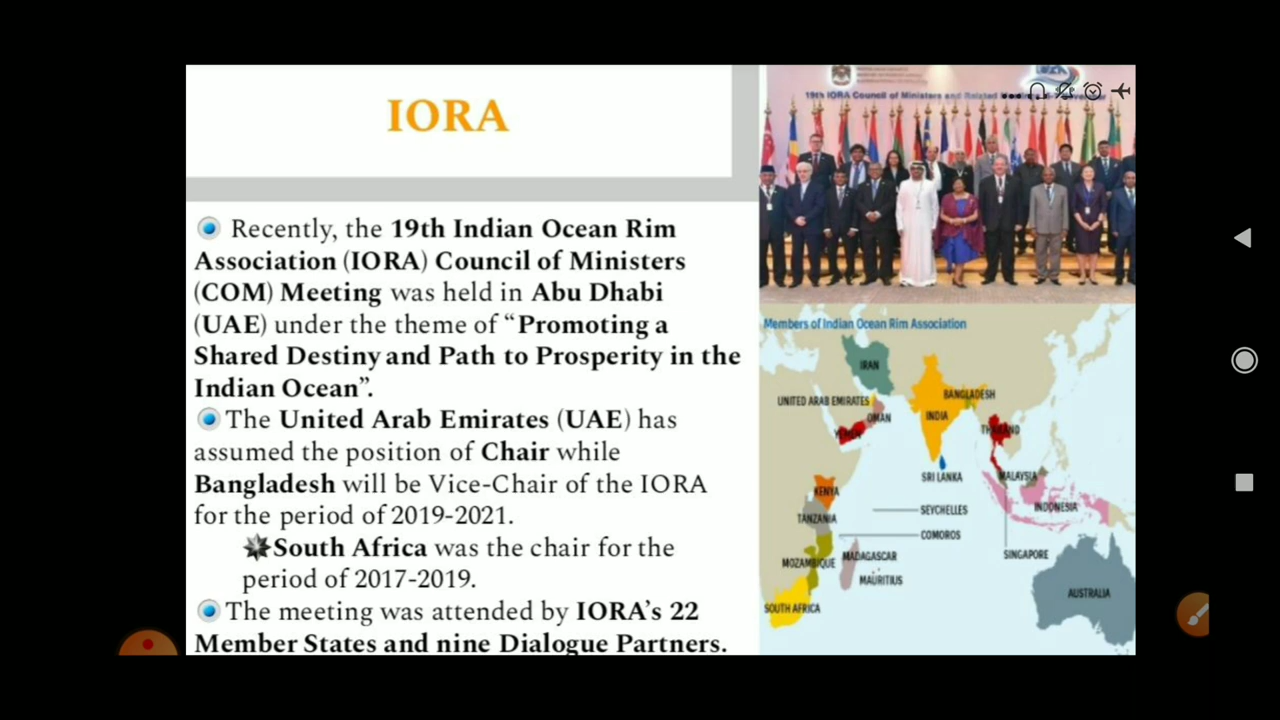 IORA
Recently, the 19th Indian Ocean Rim
Association (IORA) Council of Ministers
(COM) Meeting was held in Abu Dhabi
(UAE) under the theme of “Promoting a
Shared Destiny and Path to Prosperity in the
Indian Ocean”.
The United Arab Emirates (UAE) has
assumed the position of Chair while
Bangladesh will be Vice-Chair of the IORA
for the period of 2019-2021.
South Africa was the chair for the
period of 2017-2019.
The meeting was attended by IORA’s 22
Member States and nine Dialogue Partners.
19th IORA Council of Ministers and Related
Members of Indian Ocean Rim Association
IRAN
UNITED ARAB EMIRATES
BANGLADESH
OMAN
INDIA
YEMEN
THAILAND
SRI LANKA
MALAYSIA
KENYA
SEYCHELLES
INDONESIA
TANZANIA
COMOROS
SINGAPORE
MOZAMBIQUE
MADAGASCAR
MAURITIUS
AUSTRALIA
SOUTH AFRICA